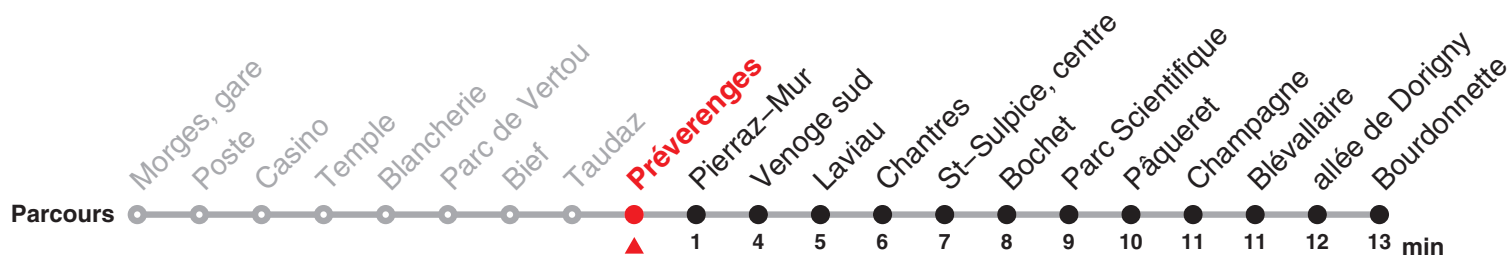 Morges, gare
Poste
Casino
Temple
Blancherie
Parc de Vertou
Bief
Taudaz
Préverenges
Pierraz–Mur
Venoge sud
Laviau
Chantres
St–Sulpice, centre
Bochet
Parc Scientifique
Pâqueret
Champagne
Blévallaire
allée de Dorigny
Bourdonnette
Parcours
1 4 5 6 7 8 9 10 11 11 12 13 min